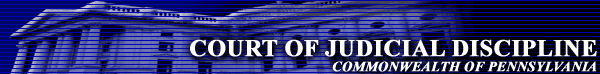 COURT OF JUDICIAL DISCIPLINE
COMMONWEALTH OF PENNSYLVANIA